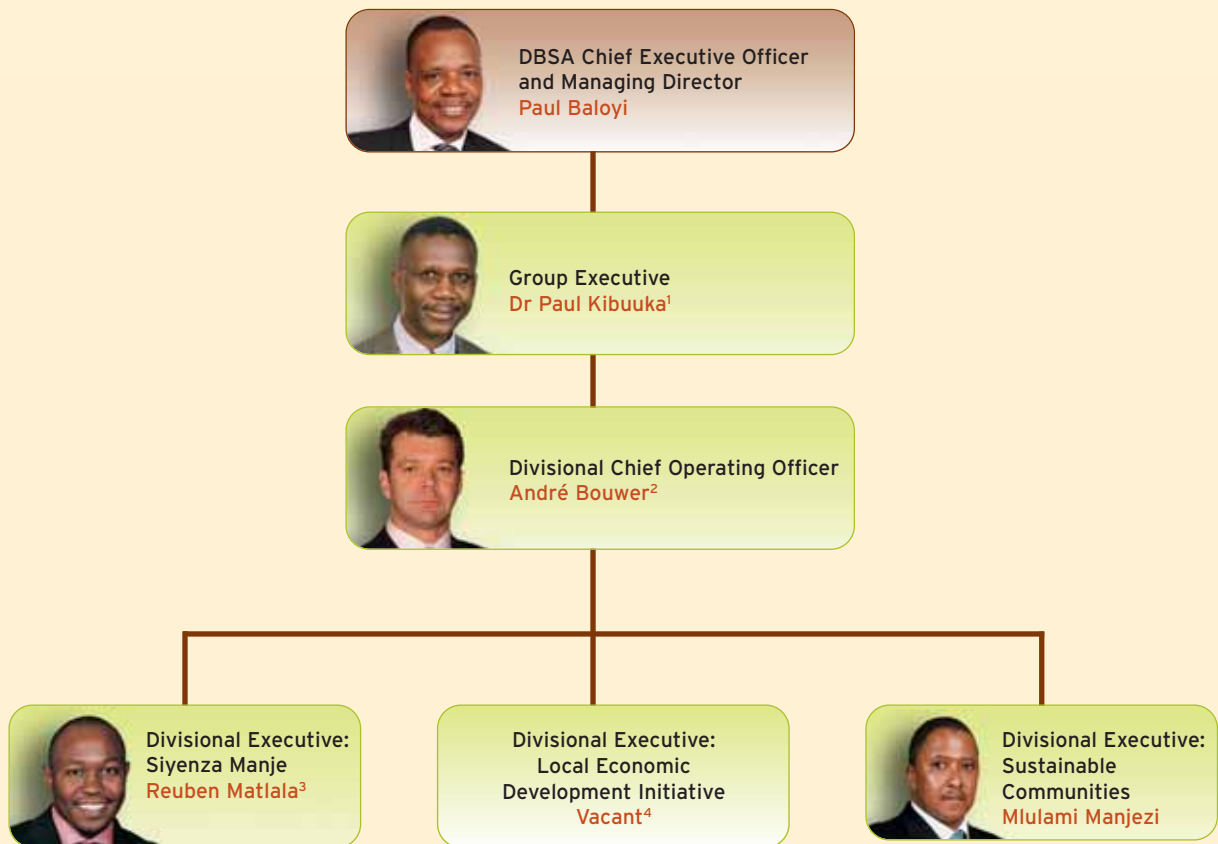 DBSA Chief Executive Officer
and Managing Director
Paul Baloyi
Group Executive
Dr Paul Kibuuka¹
Divisional Chief Operating Officer
André Bouwer²
Divisional Executive:
Siyenza Manje
Reuben Matlala³
Divisional Executive:
Local Economic
Development Initiative
Vacant⁴
Divisional Executive:
Sustainable
Communities
Mlulami Manjezi